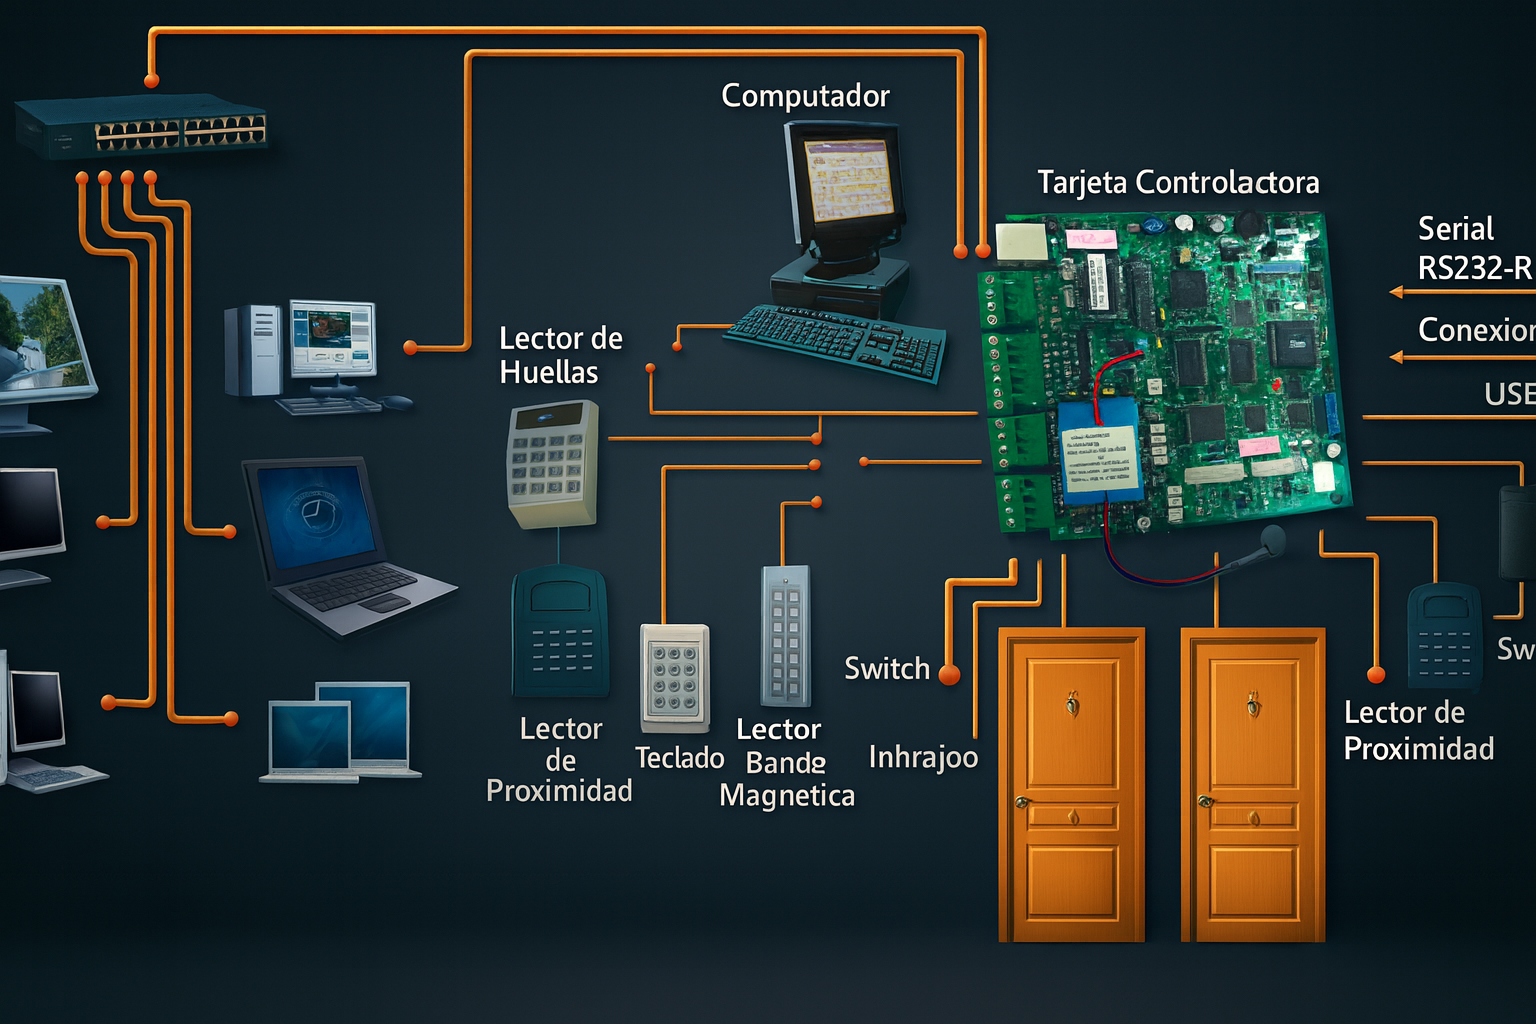 Computador
Tarjeta Controlactora
Serial
RS232-R
Conexior
USE
Lector de
Huellas
Switch
Inhrajoo
Lector
de
Proximidad
Teclado
Lector
Bande
Magnetica
Lector de
Proximidad
Sw